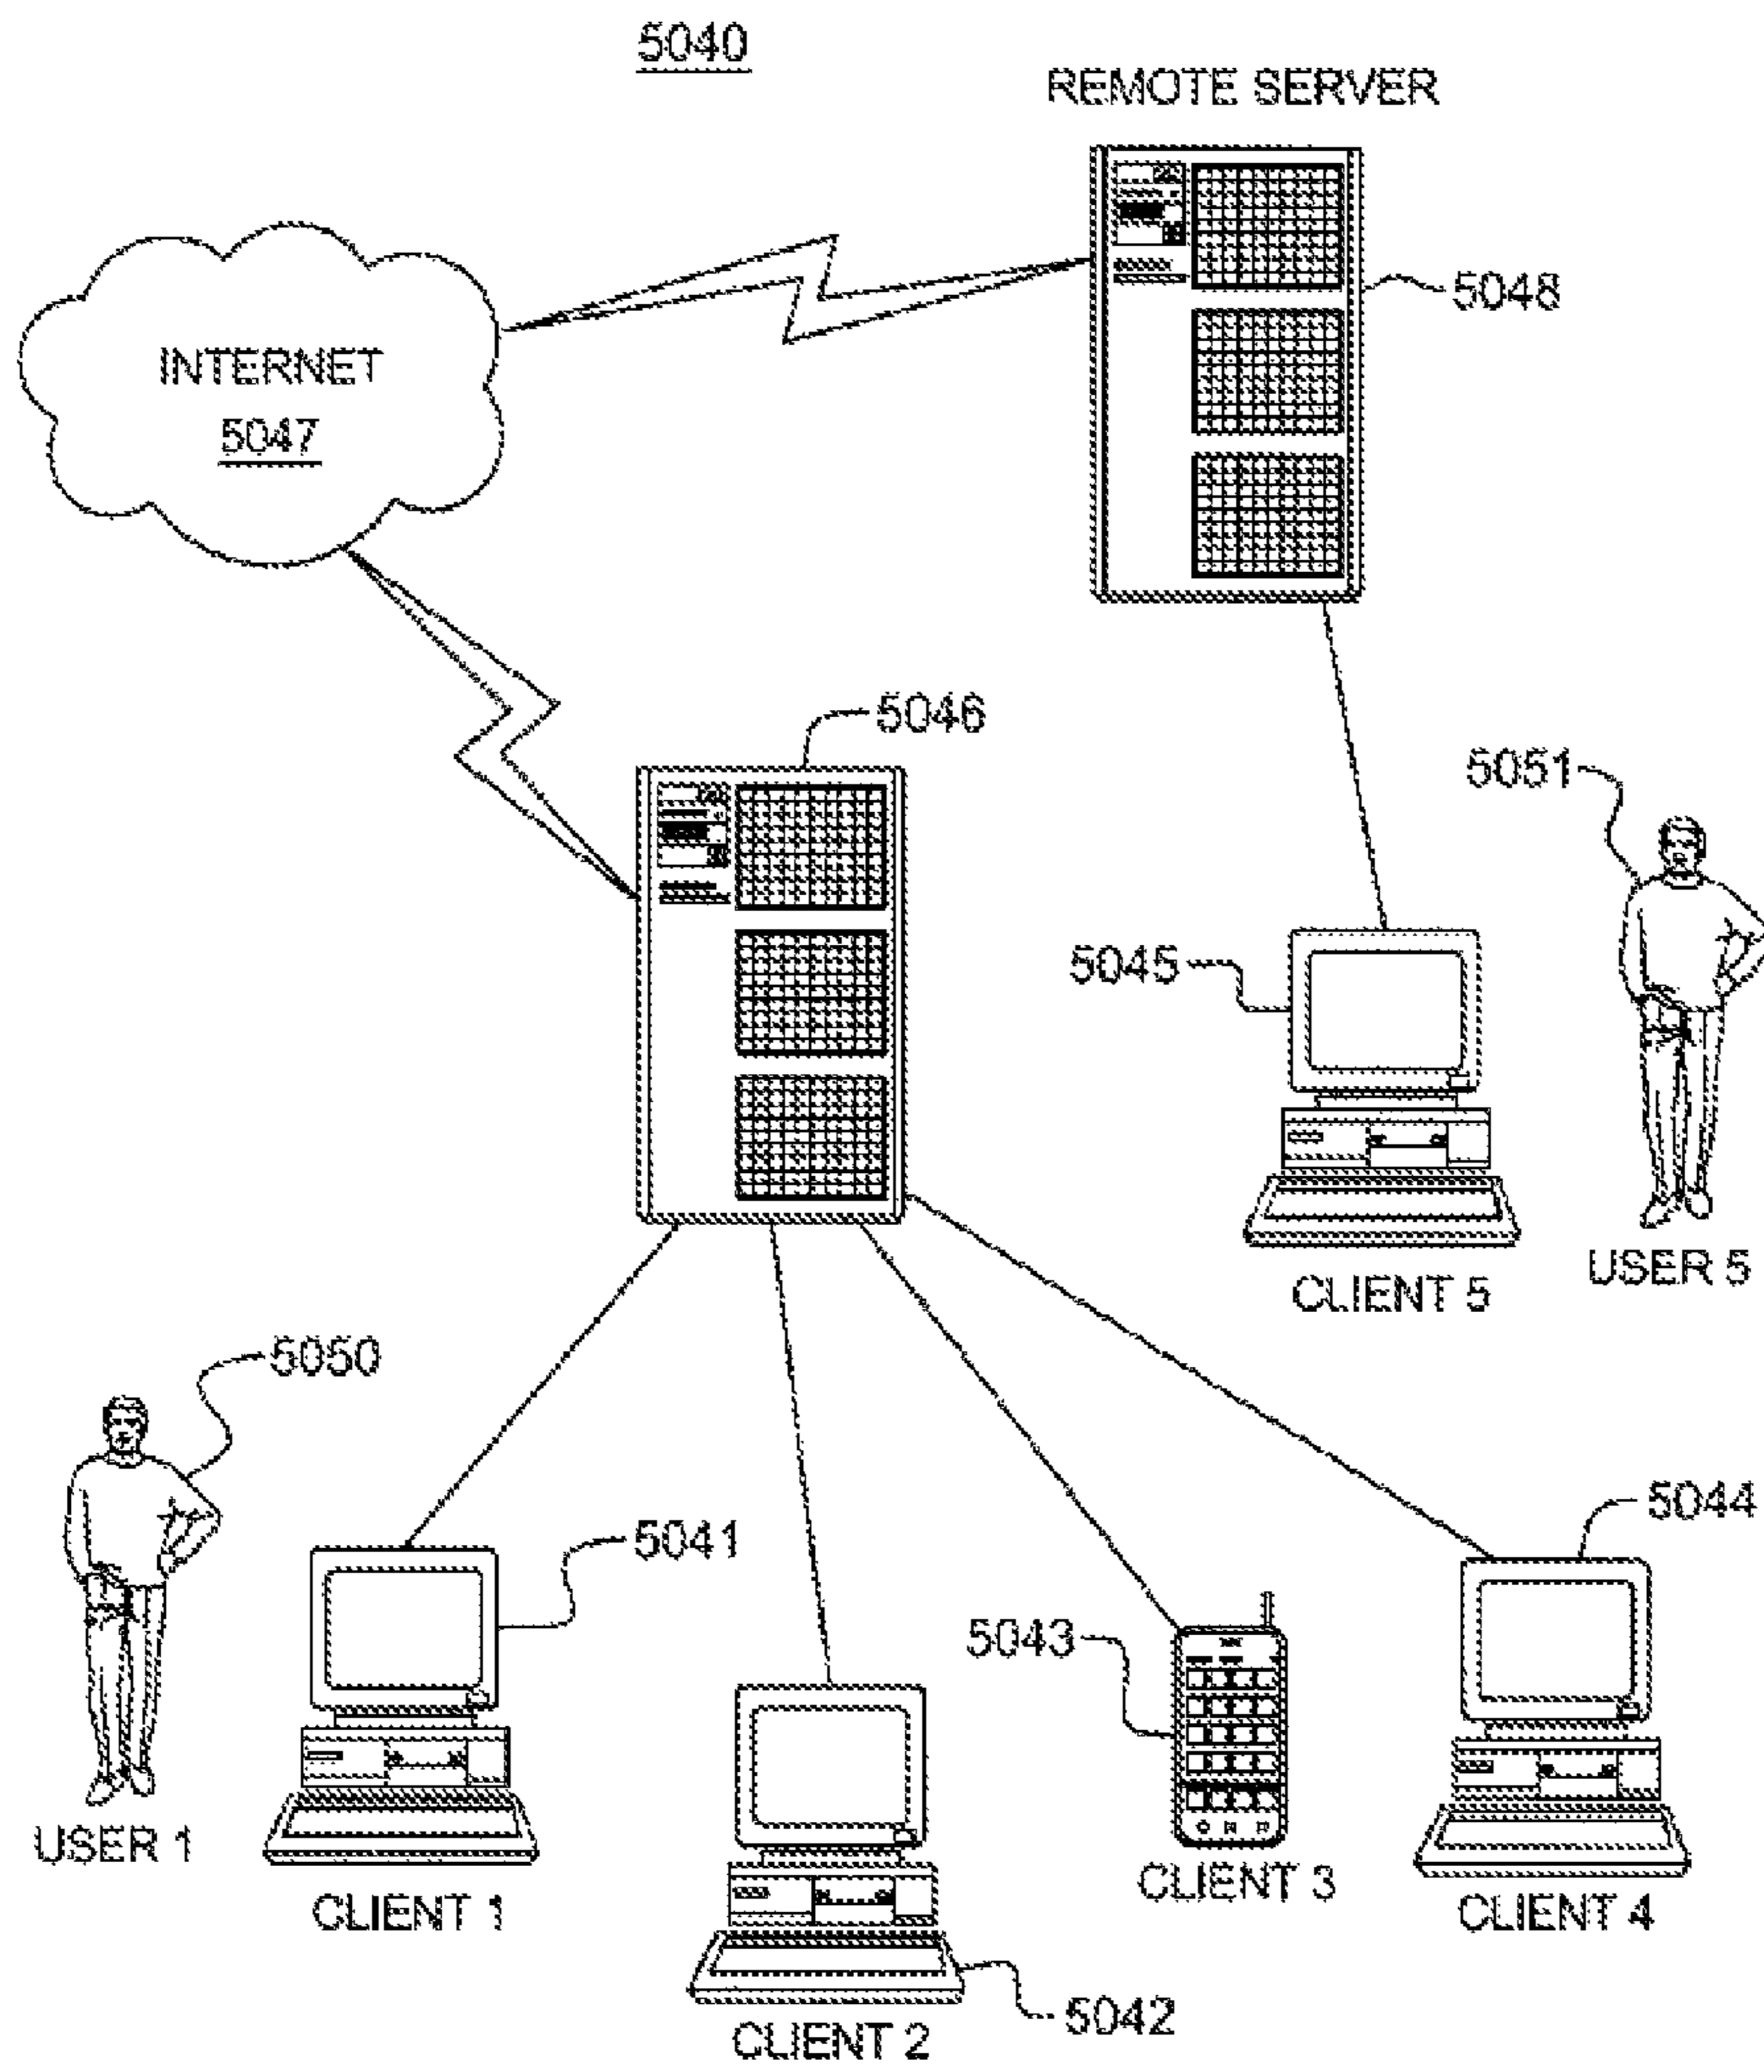 5040
REMOTE SERVER
5048
INTERNET
5047
5046
5051
5045
CLIENT 5
USER 5
5050
5041
5044
5043
USER 1
CLIENT 1
CLIENT 3
CLIENT 4
5042
CLIENT 2